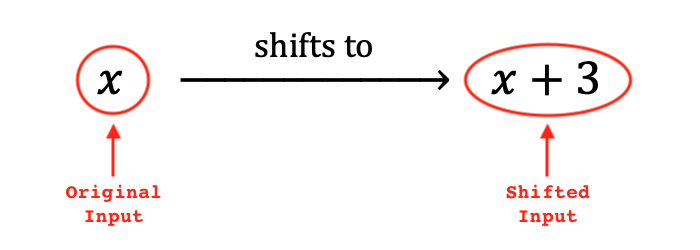 shifts to
x x + 3
Original Shifted
Input Input